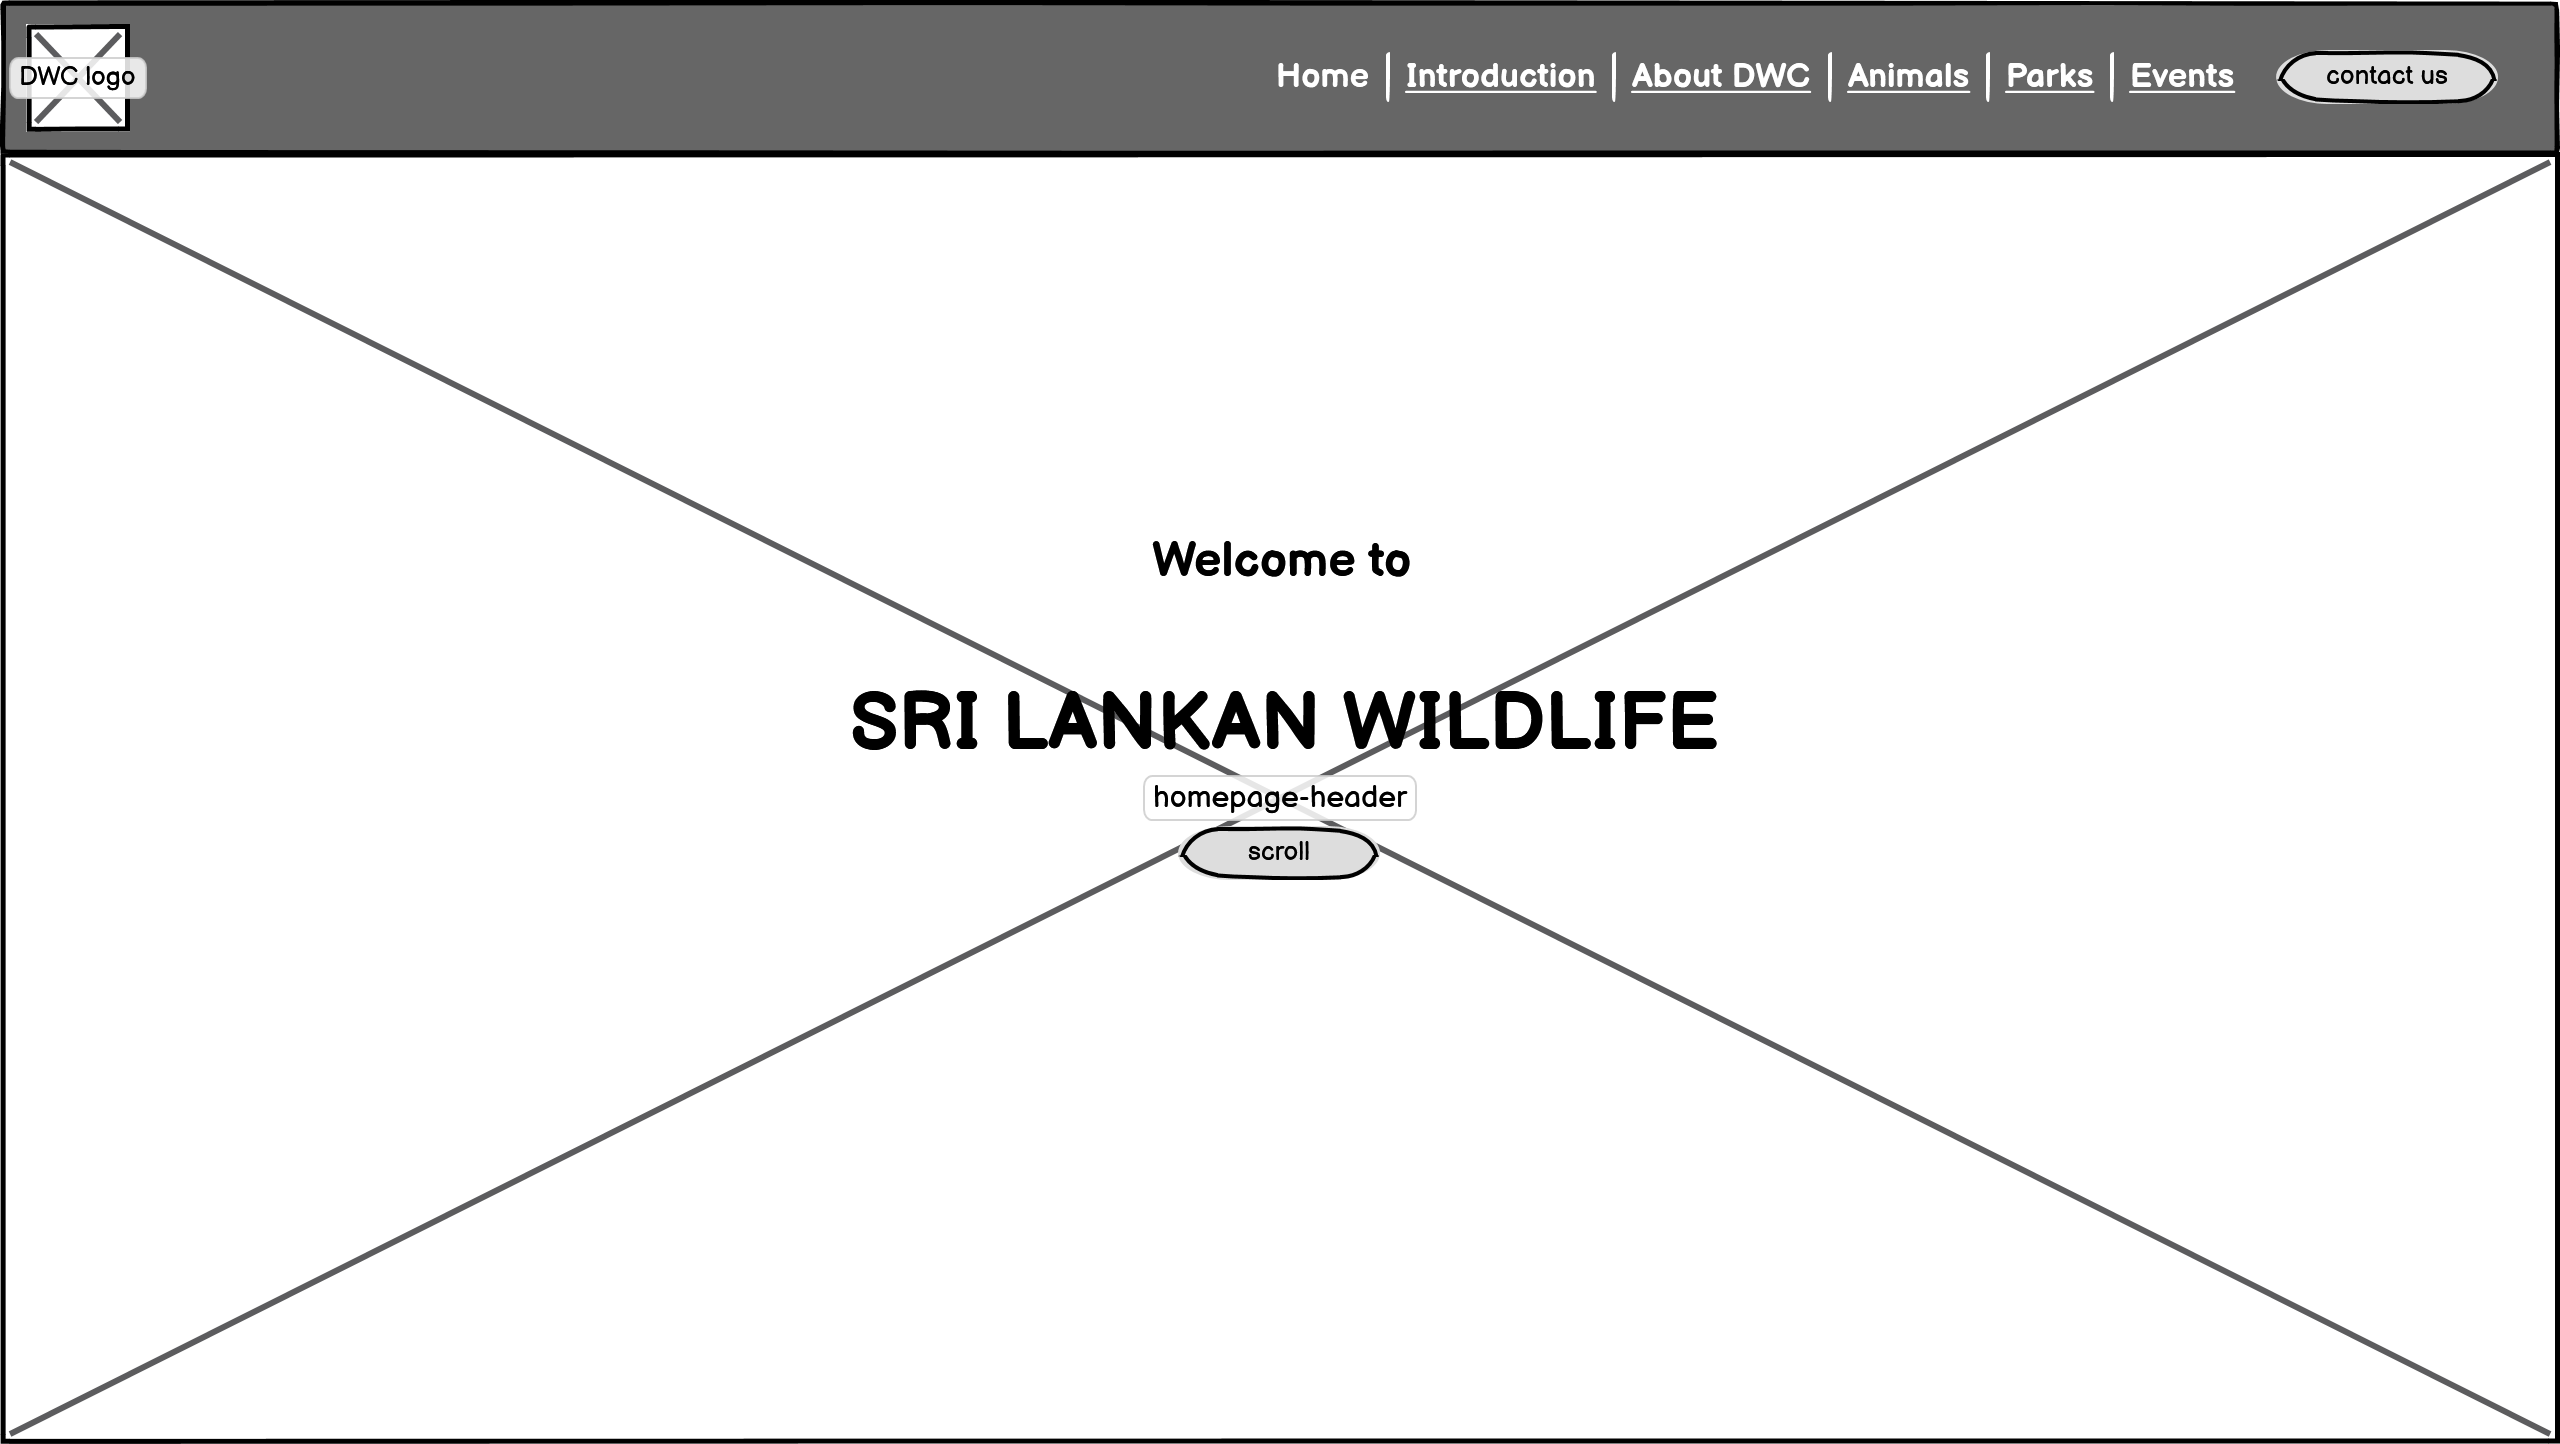 DWC logo
Home Introduction About DWC Animals Parks Events contact us
Welcome to
SRI LANKAN WILDLIFE
homepage-header
scroll